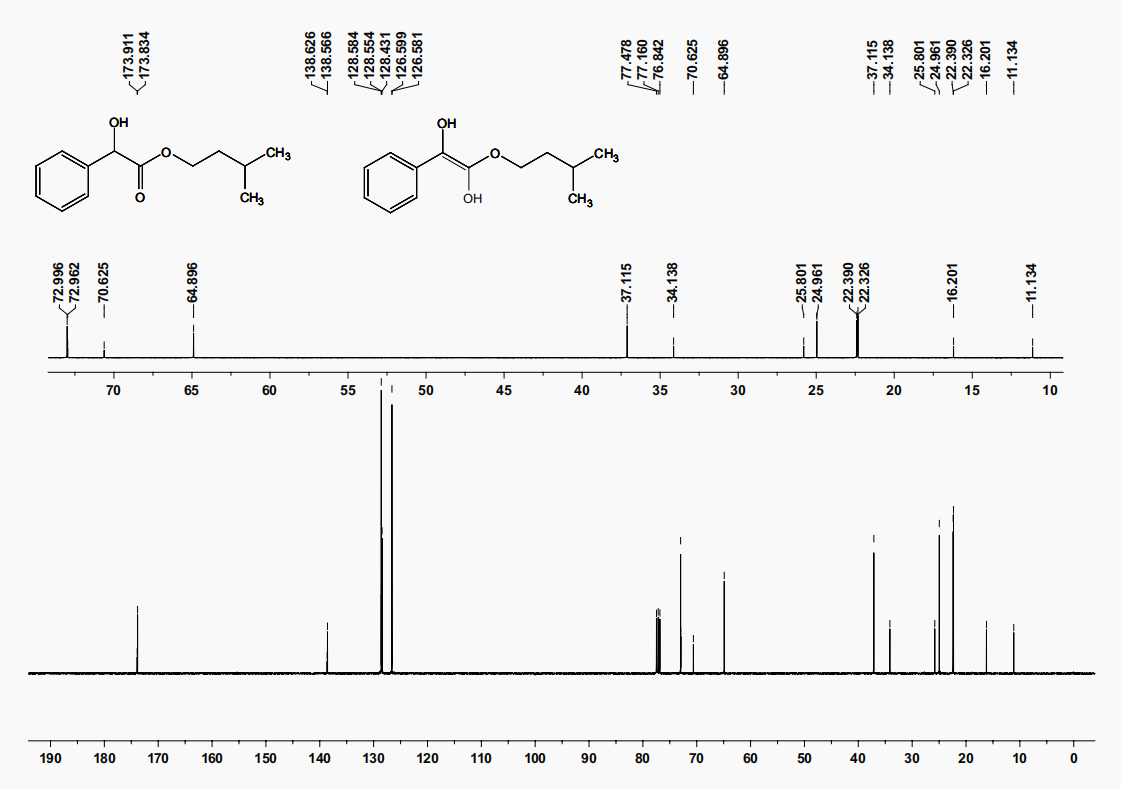 173.911
173.834
138.626
138.566
128.584
128.554
128.431
126.599
126.581
77.478
77.160
76.842
70.625
64.896
37.115
34.138
25.801
24.961
22.390
22.326
16.201
11.134
OH
O
CH3
O
CH3
OH
O
CH3
OH
CH3
72.996
72.962
70.625
64.896
37.115
34.138
25.801
24.961
22.390
22.326
16.201
11.134
70 65 60 55 50 45 40 35 30 25 20 15 10
190 180 170 160 150 140 130 120 110 100 90 80 70 60 50 40 30 20 10 0